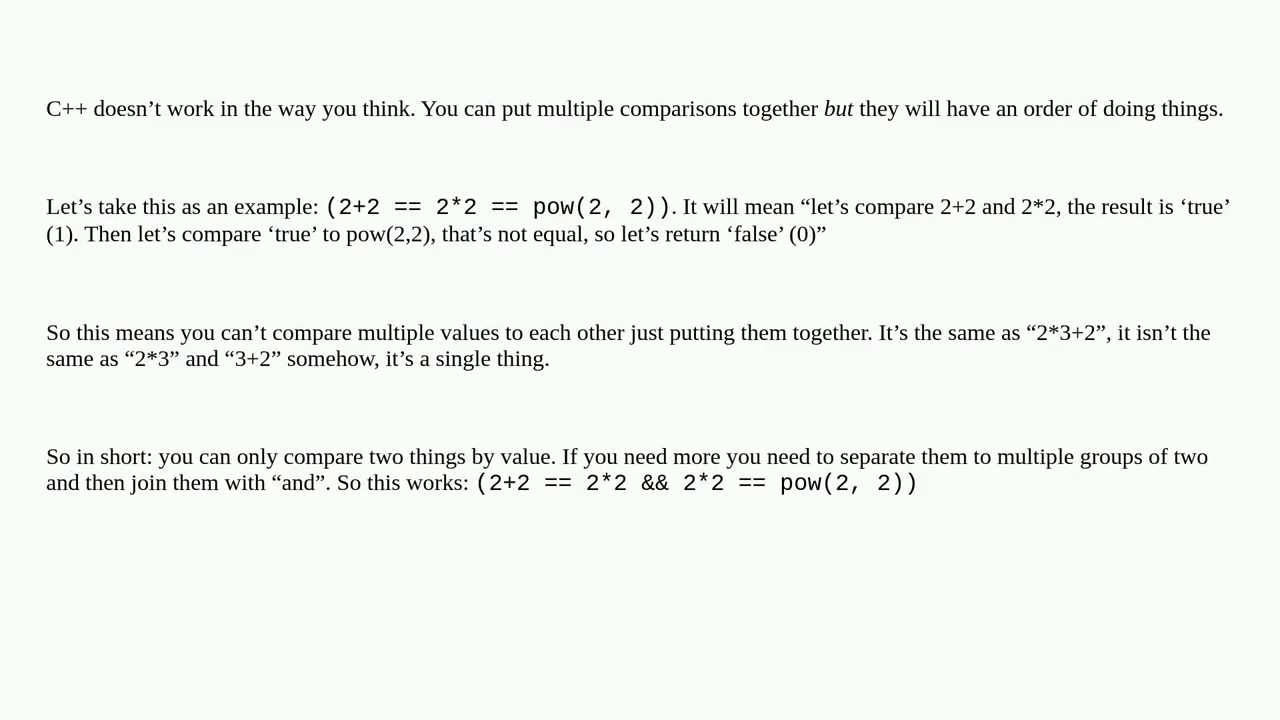 C++ doesn’t work in the way you think. You can put multiple comparisons together but they will have an order of doing things.
Let’s take this as an example: (2+2 == 2*2 == pow(2, 2)). It will mean “let’s compare 2+2 and 2*2, the result is ‘true’
(1). Then let’s compare ‘true’ to pow(2,2), that’s not equal, so let’s return ‘false’ (0)”
So this means you can’t compare multiple values to each other just putting them together. It’s the same as “2*3+2”, it isn’t the
same as “2*3” and “3+2” somehow, it’s a single thing.
So in short: you can only compare two things by value. If you need more you need to separate them to multiple groups of two
and then join them with “and”. So this works: (2+2 == 2*2 && 2*2 == pow(2, 2))